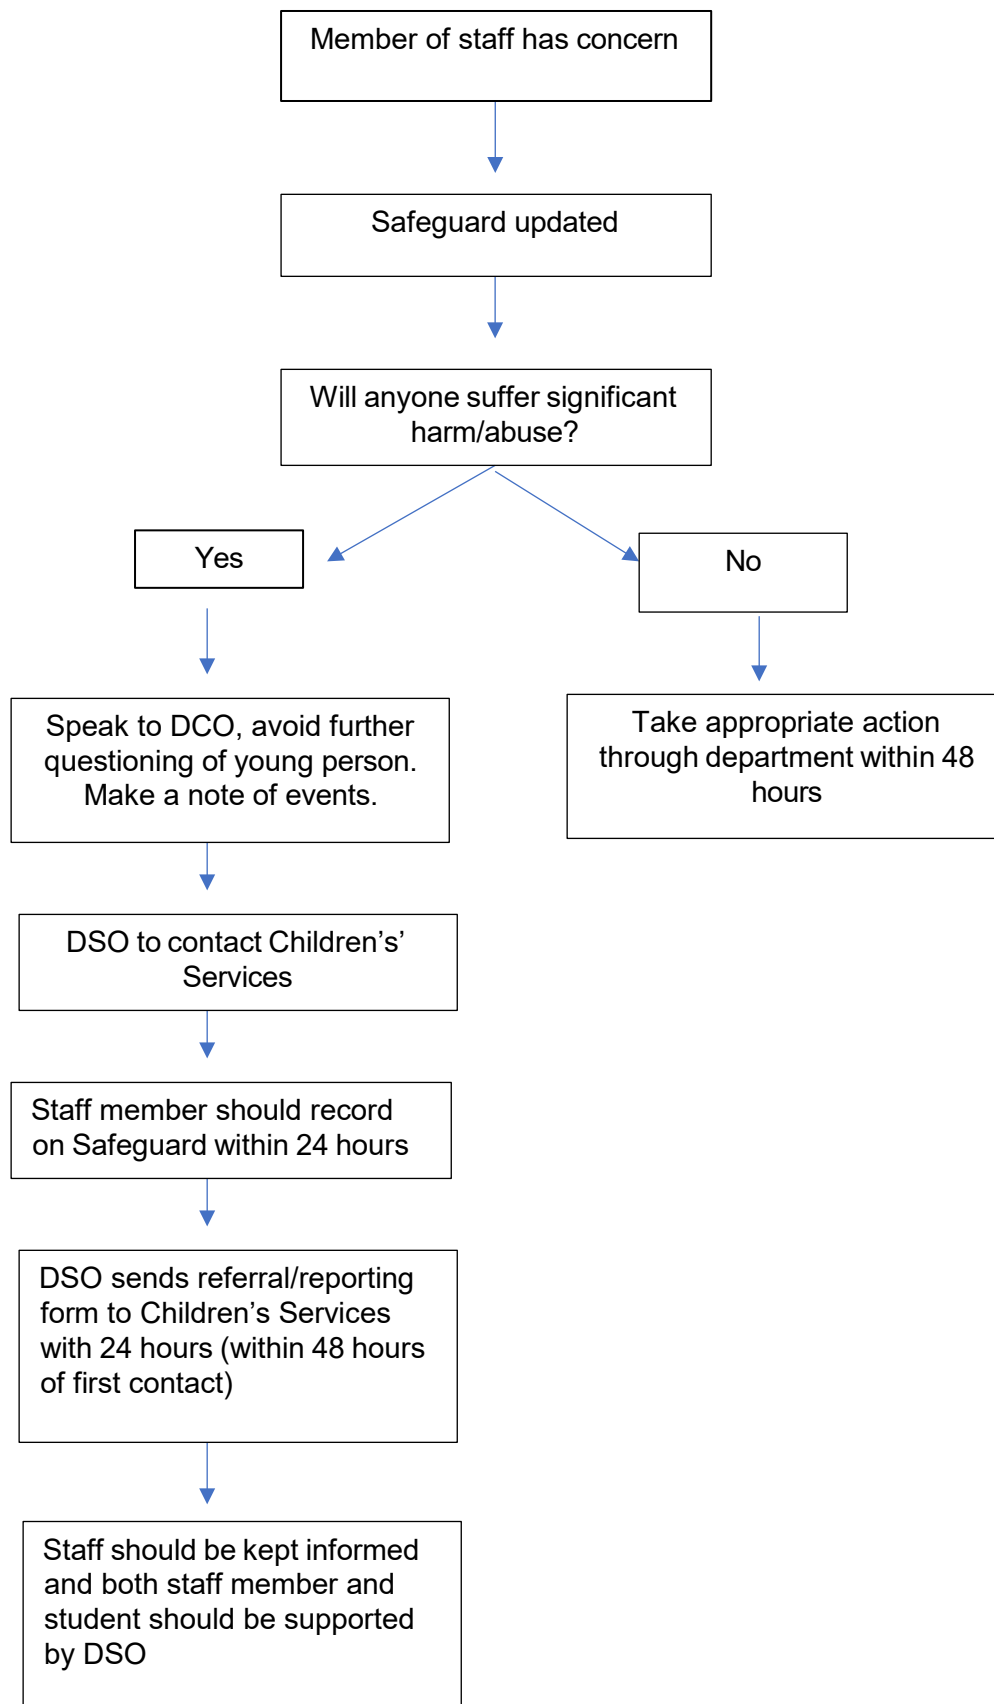 Member of staff has concern
Safeguard updated
Will anyone suffer significant
harm/abuse?
Yes
No
Speak to DCO, avoid further
questioning of young person.
Make a note of events.
Take appropriate action
through department within 48
hours
DSO to contact Children's'
Services
Staff member should record
on Safeguard within 24 hours
DSO sends referral/reporting
form to Children's Services
with 24 hours (within 48 hours
of first contact)
Staff should be kept informed
and both staff member and
student should be supported
by DSO